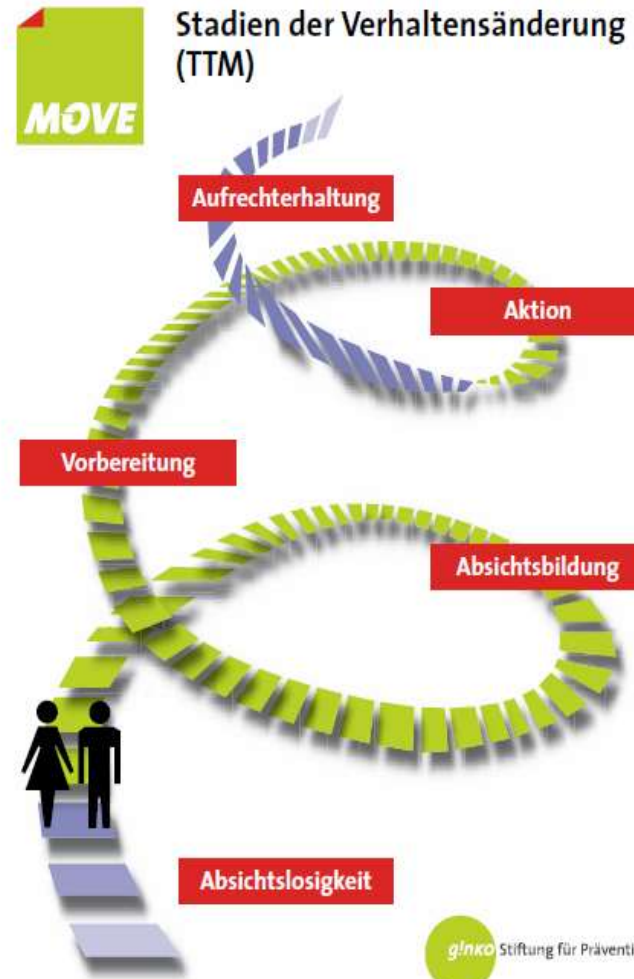 MOVE
Stadien der Verhaltensänderung
(TTM)
Aufrechterhaltung
Aktion
Vorbereitung
Absichtsbildung
Absichtslosigkeit
g!nko Stiftung für Präventi